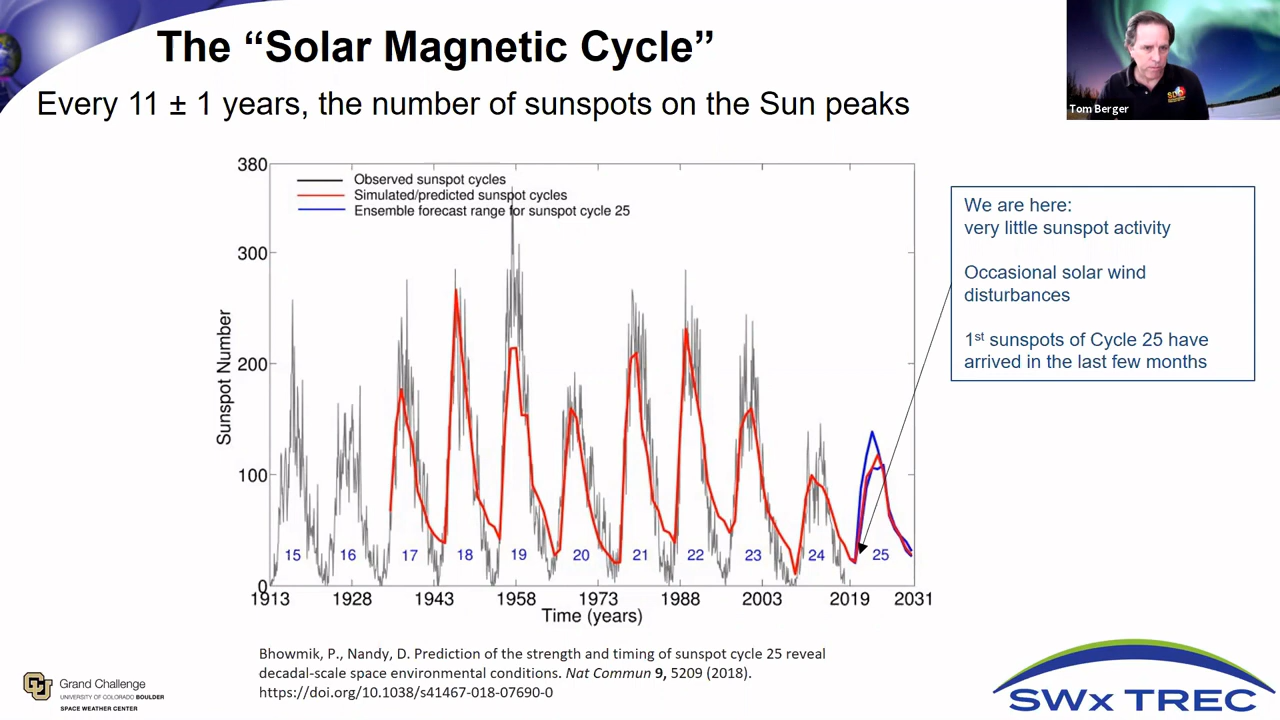 The “Solar Magnetic Cycle”
Every 11 ± 1 years, the number of sunspots on the Sun peaks
Tom Berger
380
300
200
100
0
Sunspot Number
Observed sunspot cycles
Simulated/predicted sunspot cycles
Ensemble forecast range for sunspot cycle 25
15 16 17 18 19 20 21 22 23 24 25
1913 1928 1943 1958 1973 1988 2003 2019 2031
Time (years)
We are here:
very little sunspot activity
Occasional solar wind
disturbances
1st sunspots of Cycle 25 have
arrived in the last few months
Bhowmik, P., Nandy, D. Prediction of the strength and timing of sunspot cycle 25 reveal
decadal-scale space environmental conditions. Nat Commun 9, 5209 (2018).
https://doi.org/10.1038/s41467-018-07690-0
CU
Grand Challenge
UNIVERSITY OF COLORADO BOULDER
SPACE WEATHER CENTER
SWx TREC